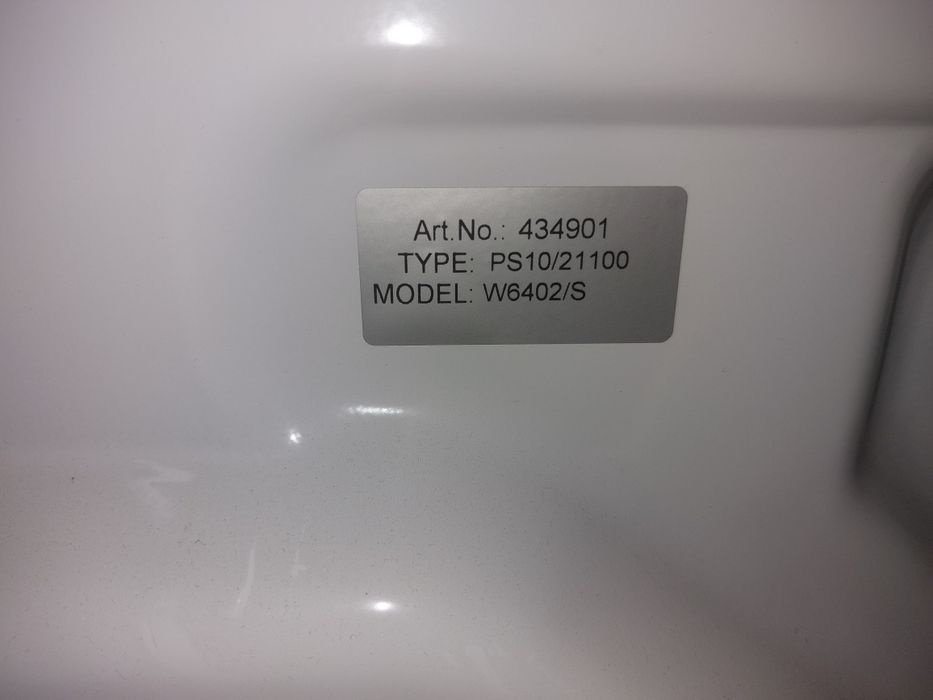 Art.No.: 434901
TYPE: PS10/21100
MODEL: W6402/S